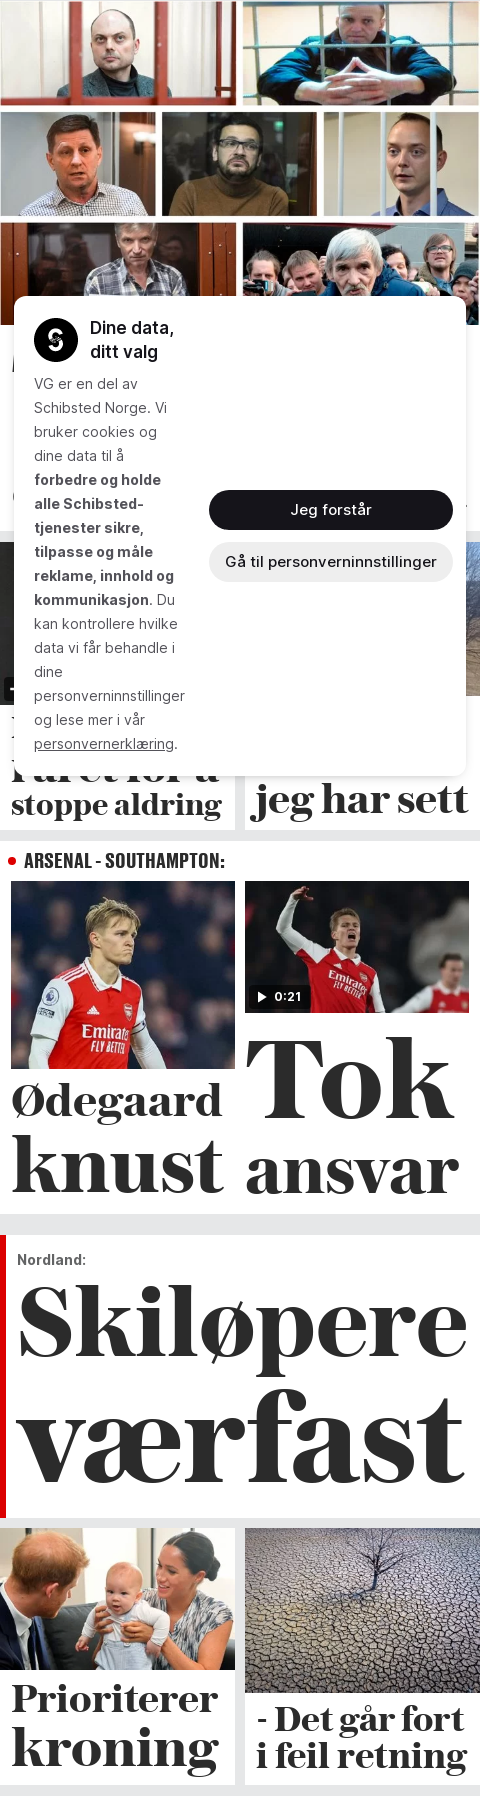 Dine data,
ditt valg
VG er en del av
Schibsted Norge. Vi
bruker cookies og
dine data til å
forbedre og holde
alle Schibsted-
tjenester sikre,
tilpasse og måle
reklame, innhold og
kommunikasjon. Du
kan kontrollere hvilke
data vi får behandle i
dine
personverninnstillinger
og lese mer i vår
personvernerklæring.
Jeg forstår
Gå til personverninnstillinger
stoppe aldring
jeg har sett
ARSENAL - SOUTHAMPTON:
Emirates
FLY BETTER
Emirates
FLY BETTER
0:21
Ødegaard
knust
Tok
ansvar
Nordland:
Skiløpere
værfast
Prioriterer
kroning
- Det går fort
i feil retning